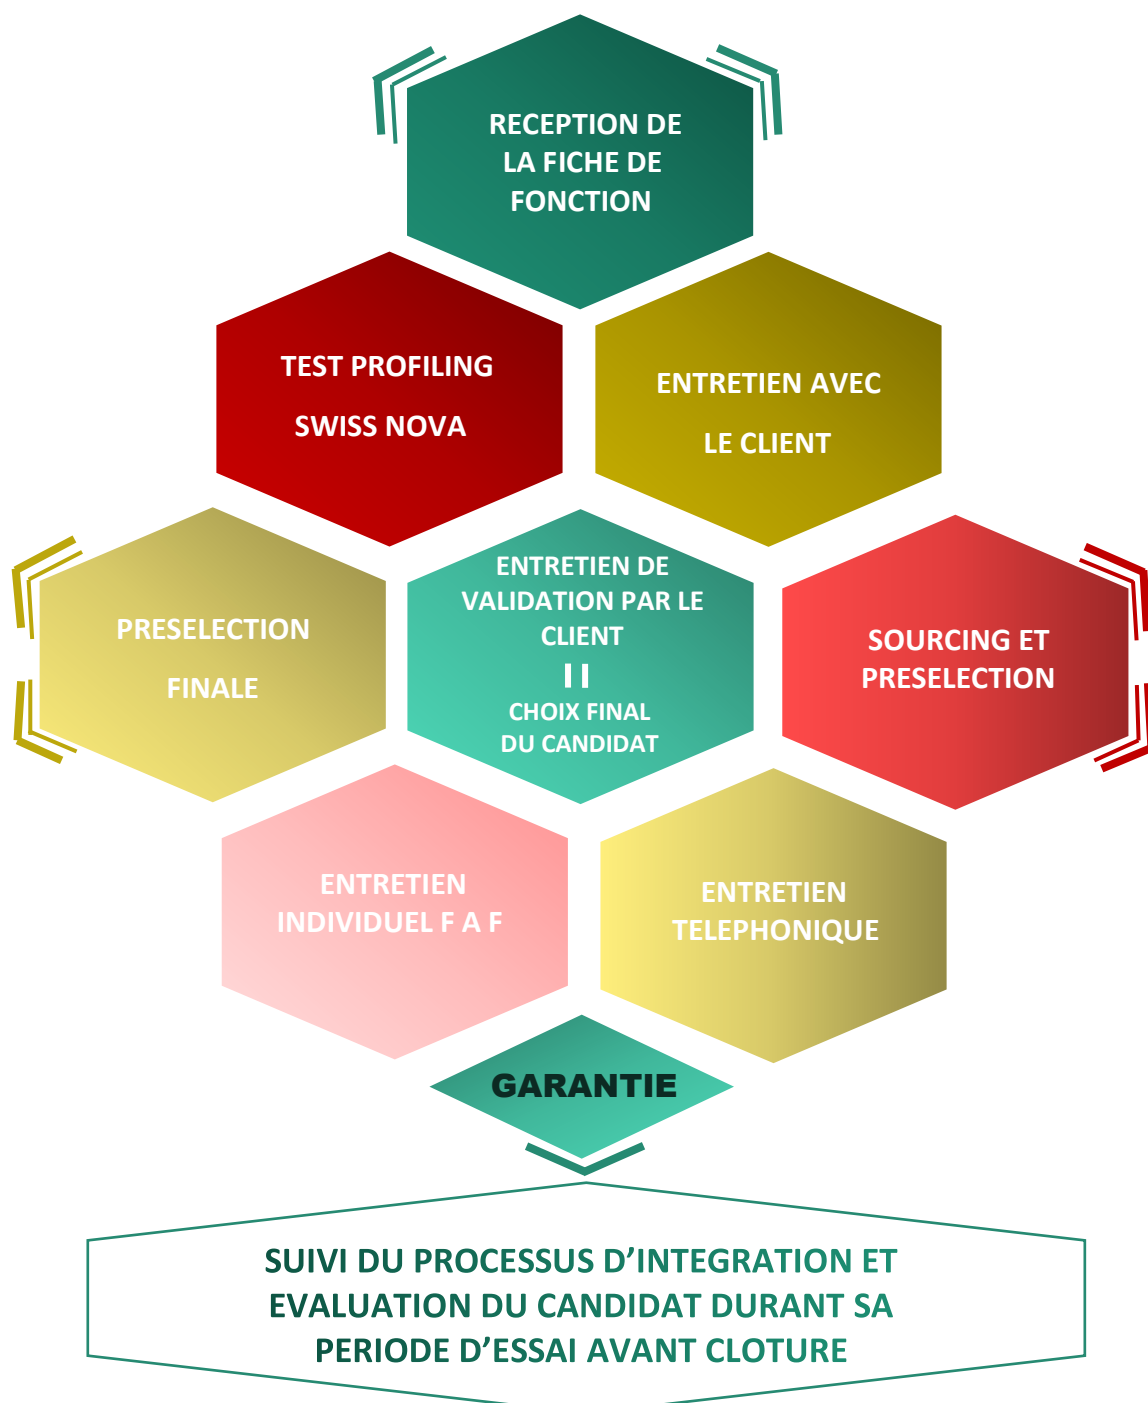 RECEPTION DE
LA FICHE DE
FONCTION
TEST PROFILING
SWISS NOVA
ENTRETIEN AVEC
LE CLIENT
PRESELECTION
FINALE
ENTRETIEN DE
VALIDATION PAR LE
CLIENT
CHOIX FINAL
DU CANDIDAT
SOURCING ET
PRESELECTION
ENTRETIEN
INDIVIDUEL F A F
ENTRETIEN
TELEPHONIQUE
GARANTIE
SUIVI DU PROCESSUS D’INTEGRATION ET
EVALUATION DU CANDIDAT DURANT SA
PERIODE D’ESSAI AVANT CLOTURE